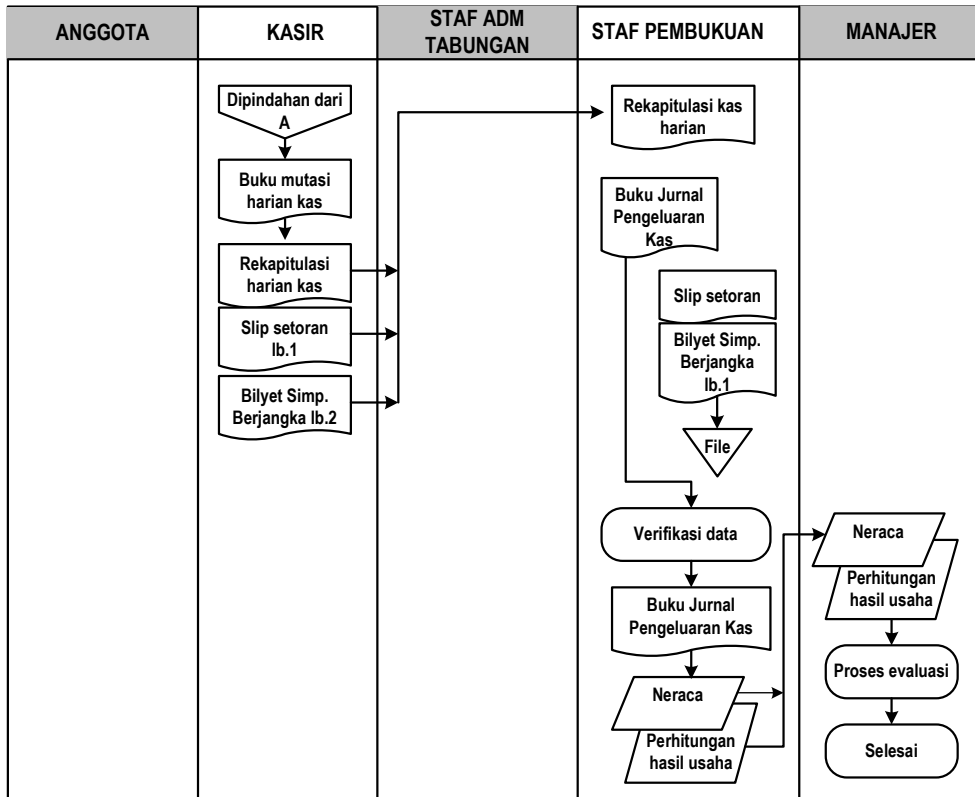 ANGGOTA
KASIR
STAF ADM
TABUNGAN
STAF PEMBUKUAN
MANAJER
Dipindahan dari
A
Buku mutasi
harian kas
Rekapitulasi
harian kas
Slip setoran
lb.1
Bilyet Simp.
Berjangka lb.2
Rekapitulasi kas
harian
Buku Jurnal
Pengeluaran
Kas
Slip setoran
Bilyet Simp.
Berjangka
lb.1
File
Verifikasi data
Buku Jurnal
Pengeluaran Kas
Neraca
Perhitungan
hasil usaha
Neraca
Perhitungan
hasil usaha
Proses evaluasi
Selesai